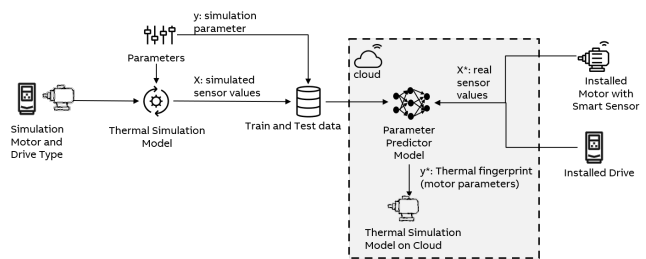 y: simulation
parameter
Parameters
X: simulated
sensor values
Simulation
Motor and
Drive Type
Thermal Simulation
Model
Train and Test data
cloud
X*: real
sensor
values
Parameter
Predictor
Model
y*: Thermal fingerprint
(motor parameters)
Thermal Simulation
Model on Cloud
Installed
Motor with
Smart Sensor
Installed Drive